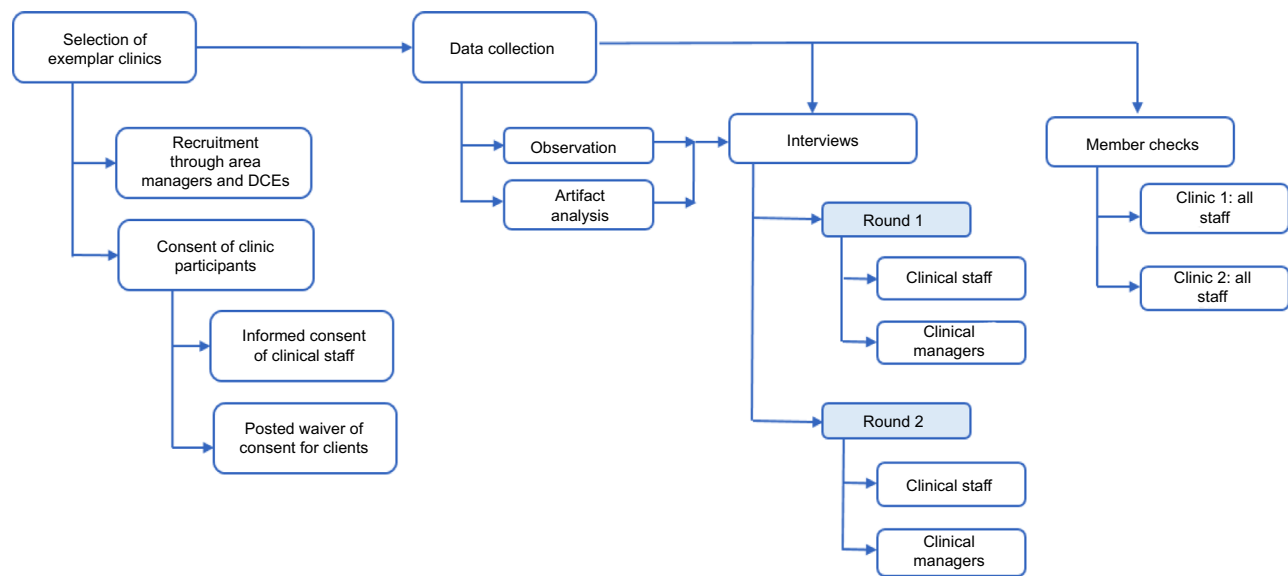 Selection of
exemplar clinics
Recruitment
through area
managers and DCEs
Consent of clinic
participants
Informed consent
of clinical staff
Posted waiver of
consent for clients
Data collection
Observation
Artifact
analysis
Interviews
Round 1
Clinical staff
Clinical
managers
Round 2
Clinical staff
Clinical
managers
Member checks
Clinic 1: all
staff
Clinic 2: all
staff